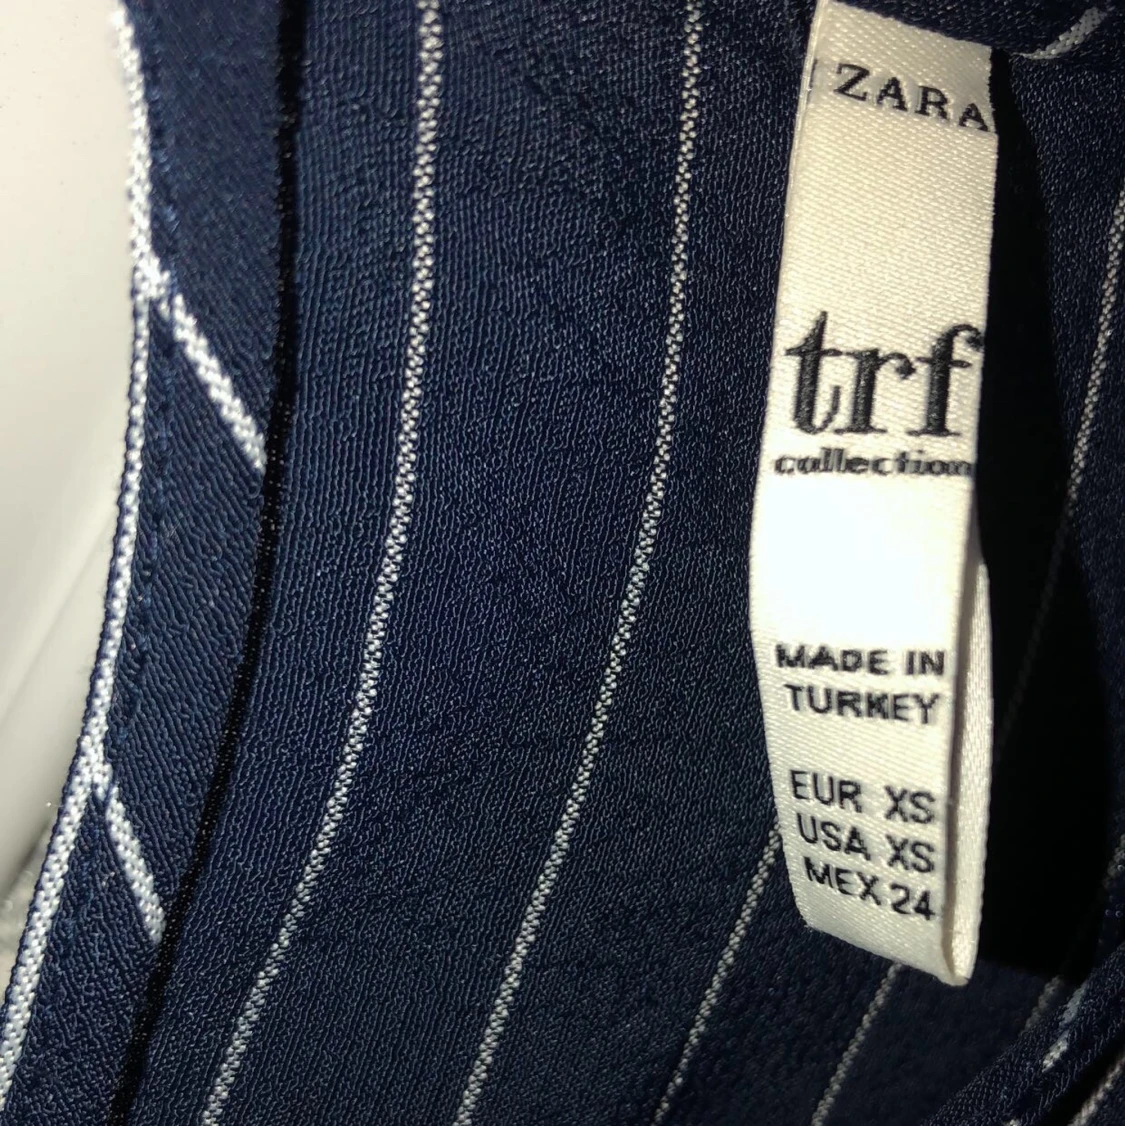 ZARA
trf
collection
MADE IN
TURKEY
EUR XS
USA XS
MEX 24